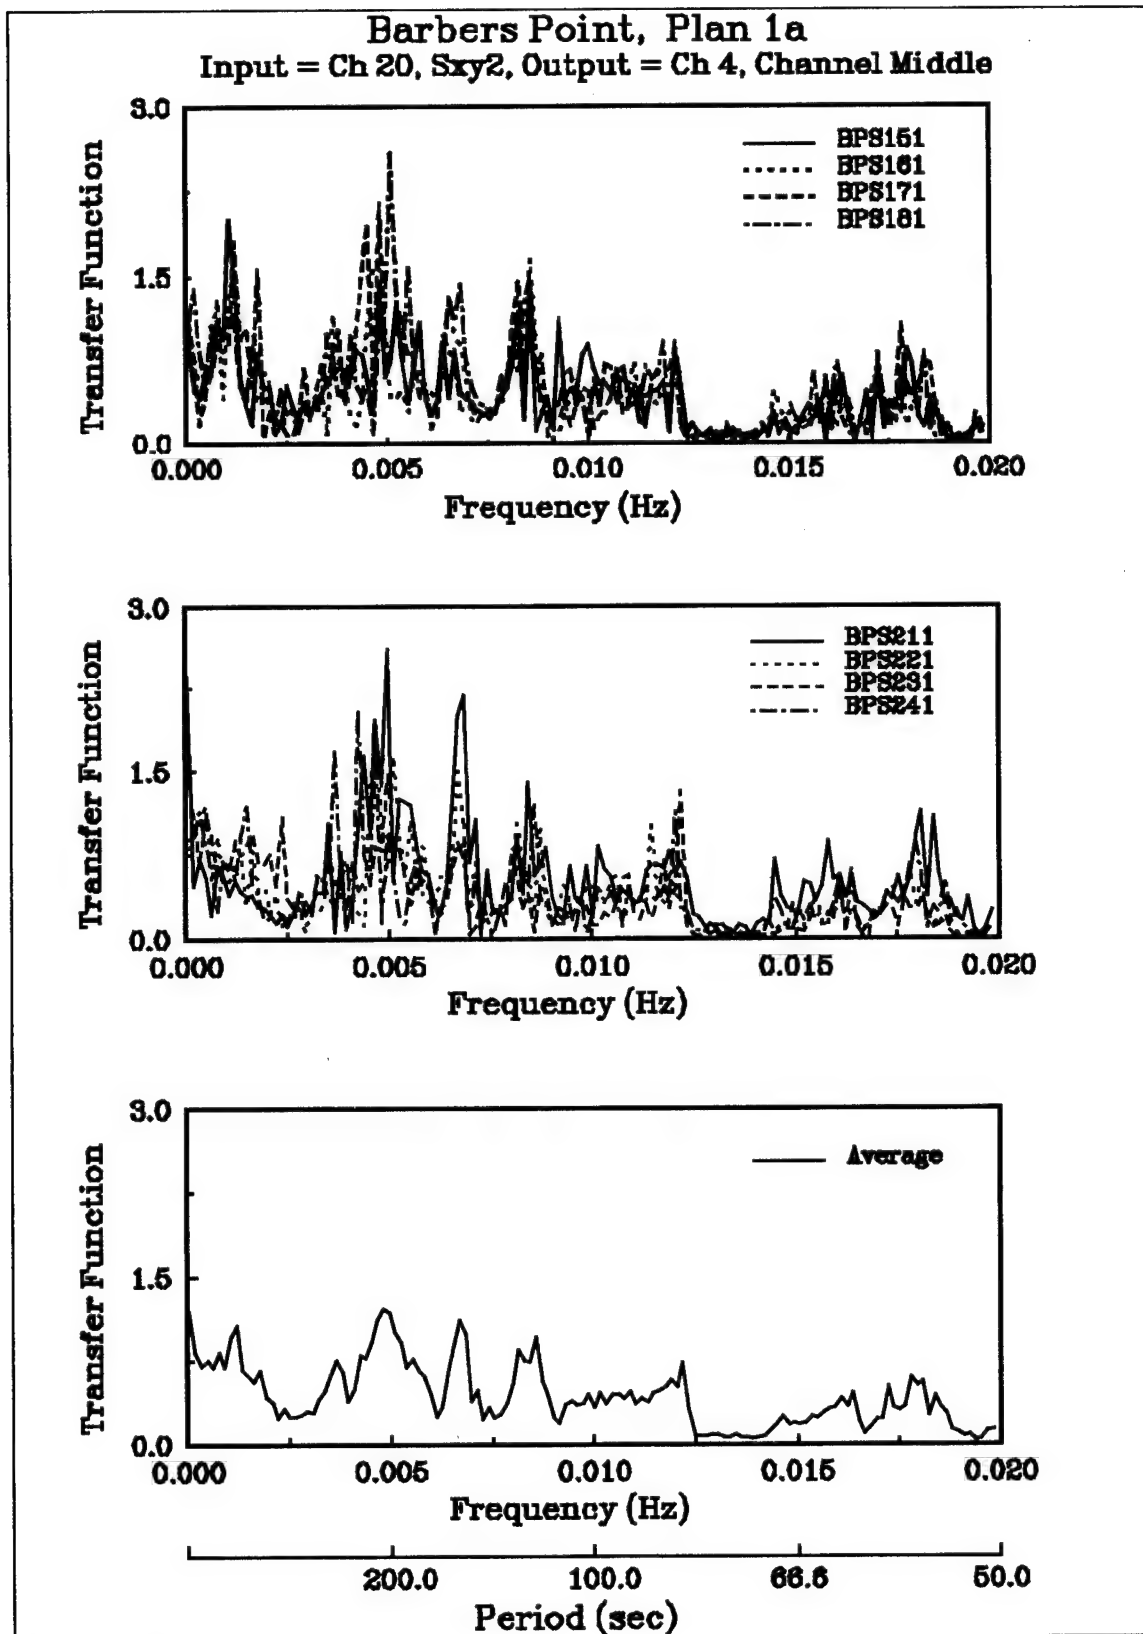 Barbers Point, Plan 1a
Input = Ch 20, Sxy2, Output = Ch 4, Channel Middle
Transfer Function
3.0
1.5
0.0
BPS151
BPS161
BPS171
BPS181
0.000 0.005 0.010 0.015 0.020
Frequency (Hz)
Transfer Function
3.0
1.5
0.0
BPS211
BPS221
BPS231
BPS241
0.000 0.005 0.010 0.015 0.020
Frequency (Hz)
Transfer Function
3.0
1.5
0.0
Average
0.000 0.005 0.010 0.015 0.020
Frequency (Hz)
200.0 100.0 66.6 50.0
Period (sec)